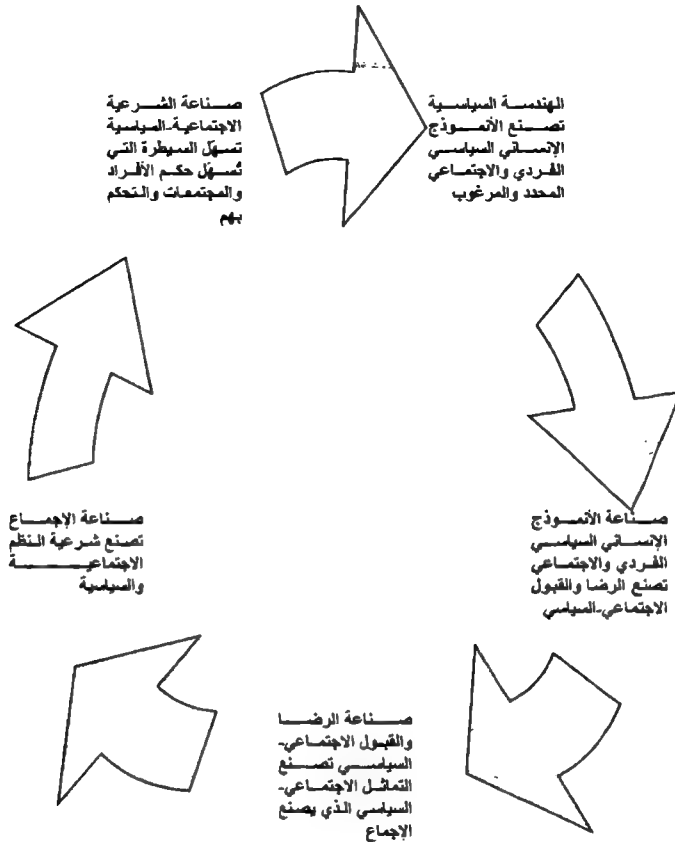 الهندسة السياسية
تصنع الأنموذج
الإنساني السياسي
الفردي والاجتماعي
المحدد والمرغوب
صناعة الأنموذج
الإنساني السياسي
الفردي والاجتماعي
تصنع الرضا والقبول
الاجتماعي-السياسي
صناعة الرضا
والقبول الاجتماعي-
السياسي تصنع
التماثل الاجتماعي-
السياسي الذي يصنع
الإجماع
صناعة الإجماع
تصنع شرعية النظم
الاجتماعية
والسياسية
صناعة الشرعية
الاجتماعية-السياسية
تسهل السيطرة التي
تُسهّل حكم الأفراد
والمجتمعات والتحكم
بهم